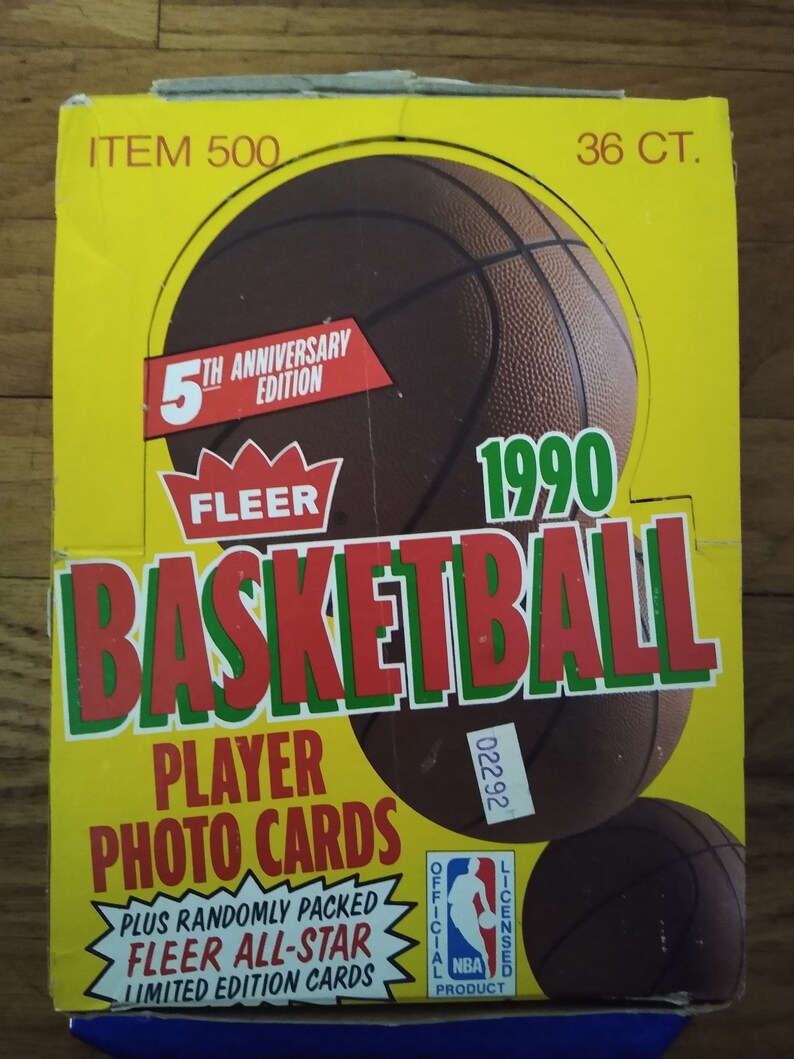 ITEM 500
36 CT.
5TH ANNIVERSARY
EDITION
FLEER
1990
BASKETBALL
PLAYER
PHOTO CARDS
02292
PLUS RANDOMLY PACKED
FLEER ALL-STAR
LIMITED EDITION CARDS
OFFICIAL
LICENSED
NBA
PRODUCT